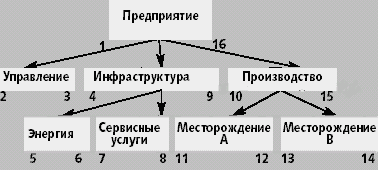 Предприятие
1 16
Управление Инфраструктура Производство
2 3 4 9 10 15
Энергия Сервисные услуги Месторождение А Месторождение В
5 6 7 8 11 12 13 14